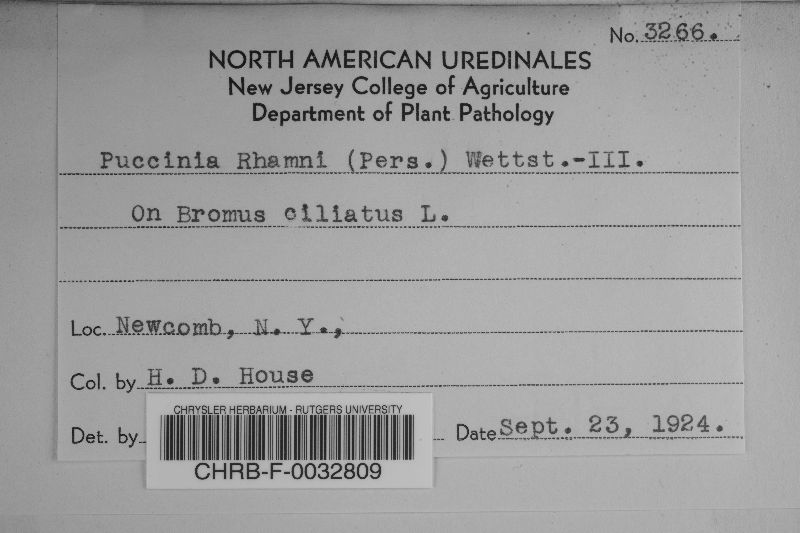 No. 3266.
NORTH AMERICAN UREDINALES
New Jersey College of Agriculture
Department of Plant Pathology
Puccinia Rhamni (Pers.) Wettst.-III.
On Bromus ciliatus L.
Loc. Newcomb, N. Y.,
Col. by H. D. House
Det. by
Date Sept. 23, 1924.
CHRYSLER HERBARIUM - RUTGERS UNIVERSITY
CHRB-F-0032809